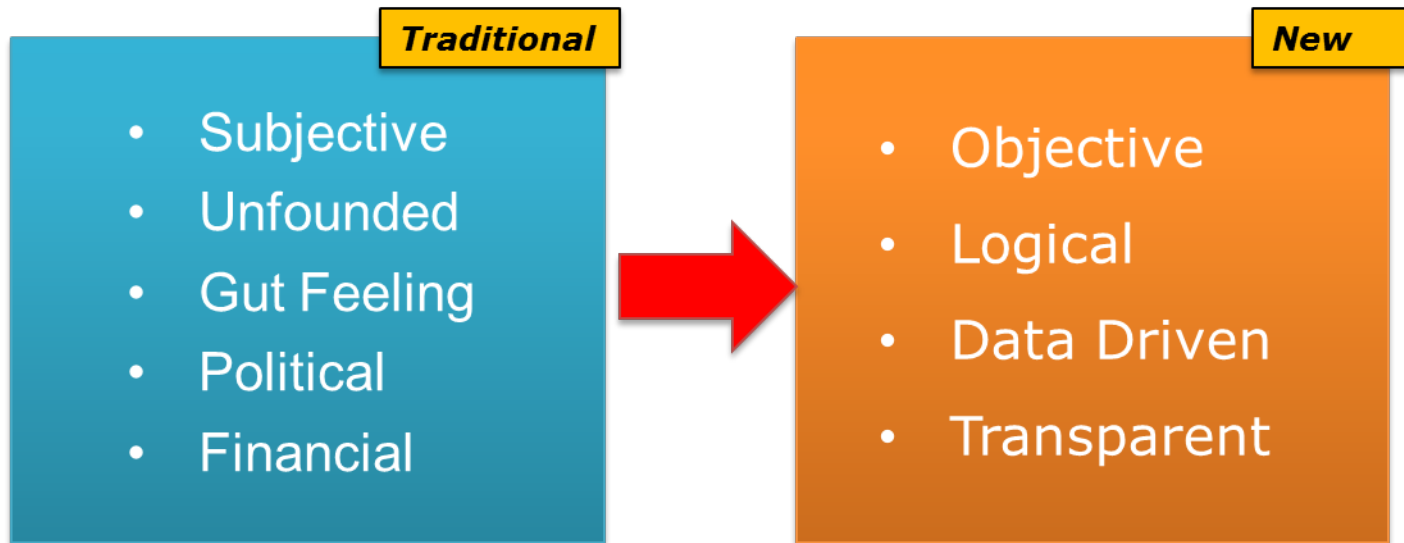 Traditional
• Subjective
• Unfounded
• Gut Feeling
• Political
• Financial
New
• Objective
• Logical
• Data Driven
• Transparent